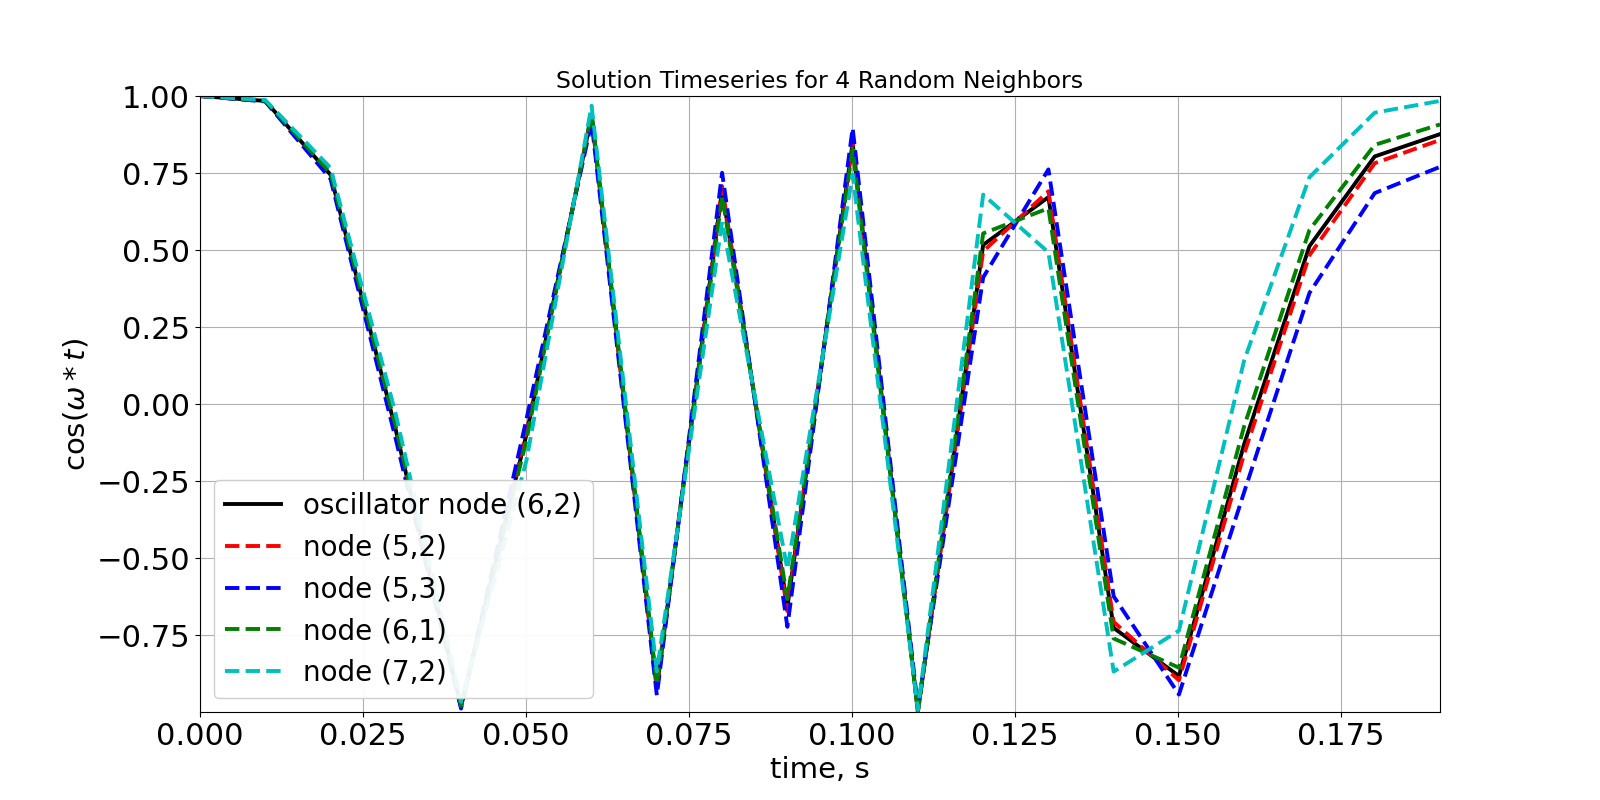 Solution Timeseries for 4 Random Neighbors
1.00
0.75
0.50
0.25
0.00
−0.25
−0.50
−0.75
cos(ω * t)
oscillator node (6,2)
node (5,2)
node (5,3)
node (6,1)
node (7,2)
0.000 0.025 0.050 0.075 0.100 0.125 0.150 0.175
time, s